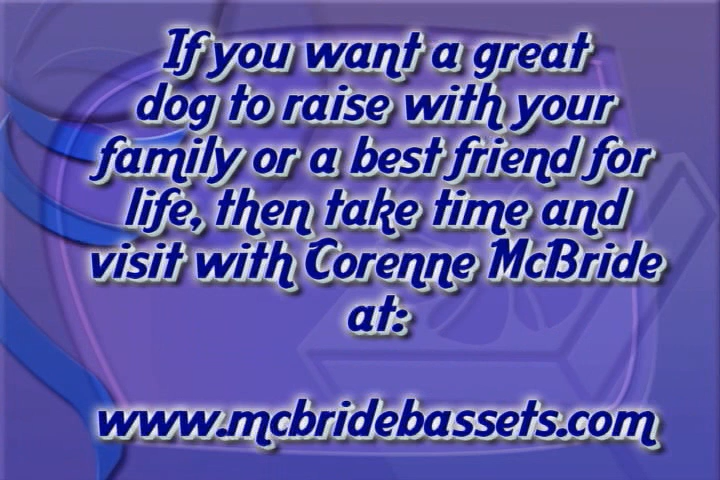 If you want a great
dog to raise with your
family or a best friend for
life, then take time and
visit with Corenne McBride
at:
www.mcbridebassets.com